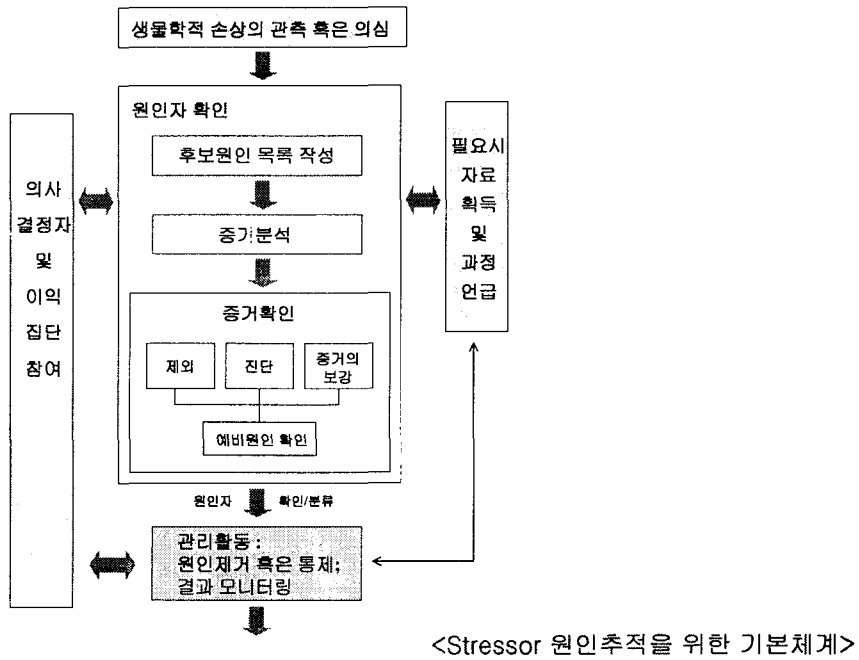 생물학적 손상의 관측 혹은 의심
원인자 확인
후보원인 목록 작성
증거분석
증거확인
제외
진단
증거의
보강
예비원인 확인
의사
결정자
및
이익
집단
참여
필요시
자료
획득
및
과정
언급
원인자 확인/분류
관리활동 :
원인제거 혹은 통제;
결과 모니터링
<Stressor 원인추적을 위한 기본체계>